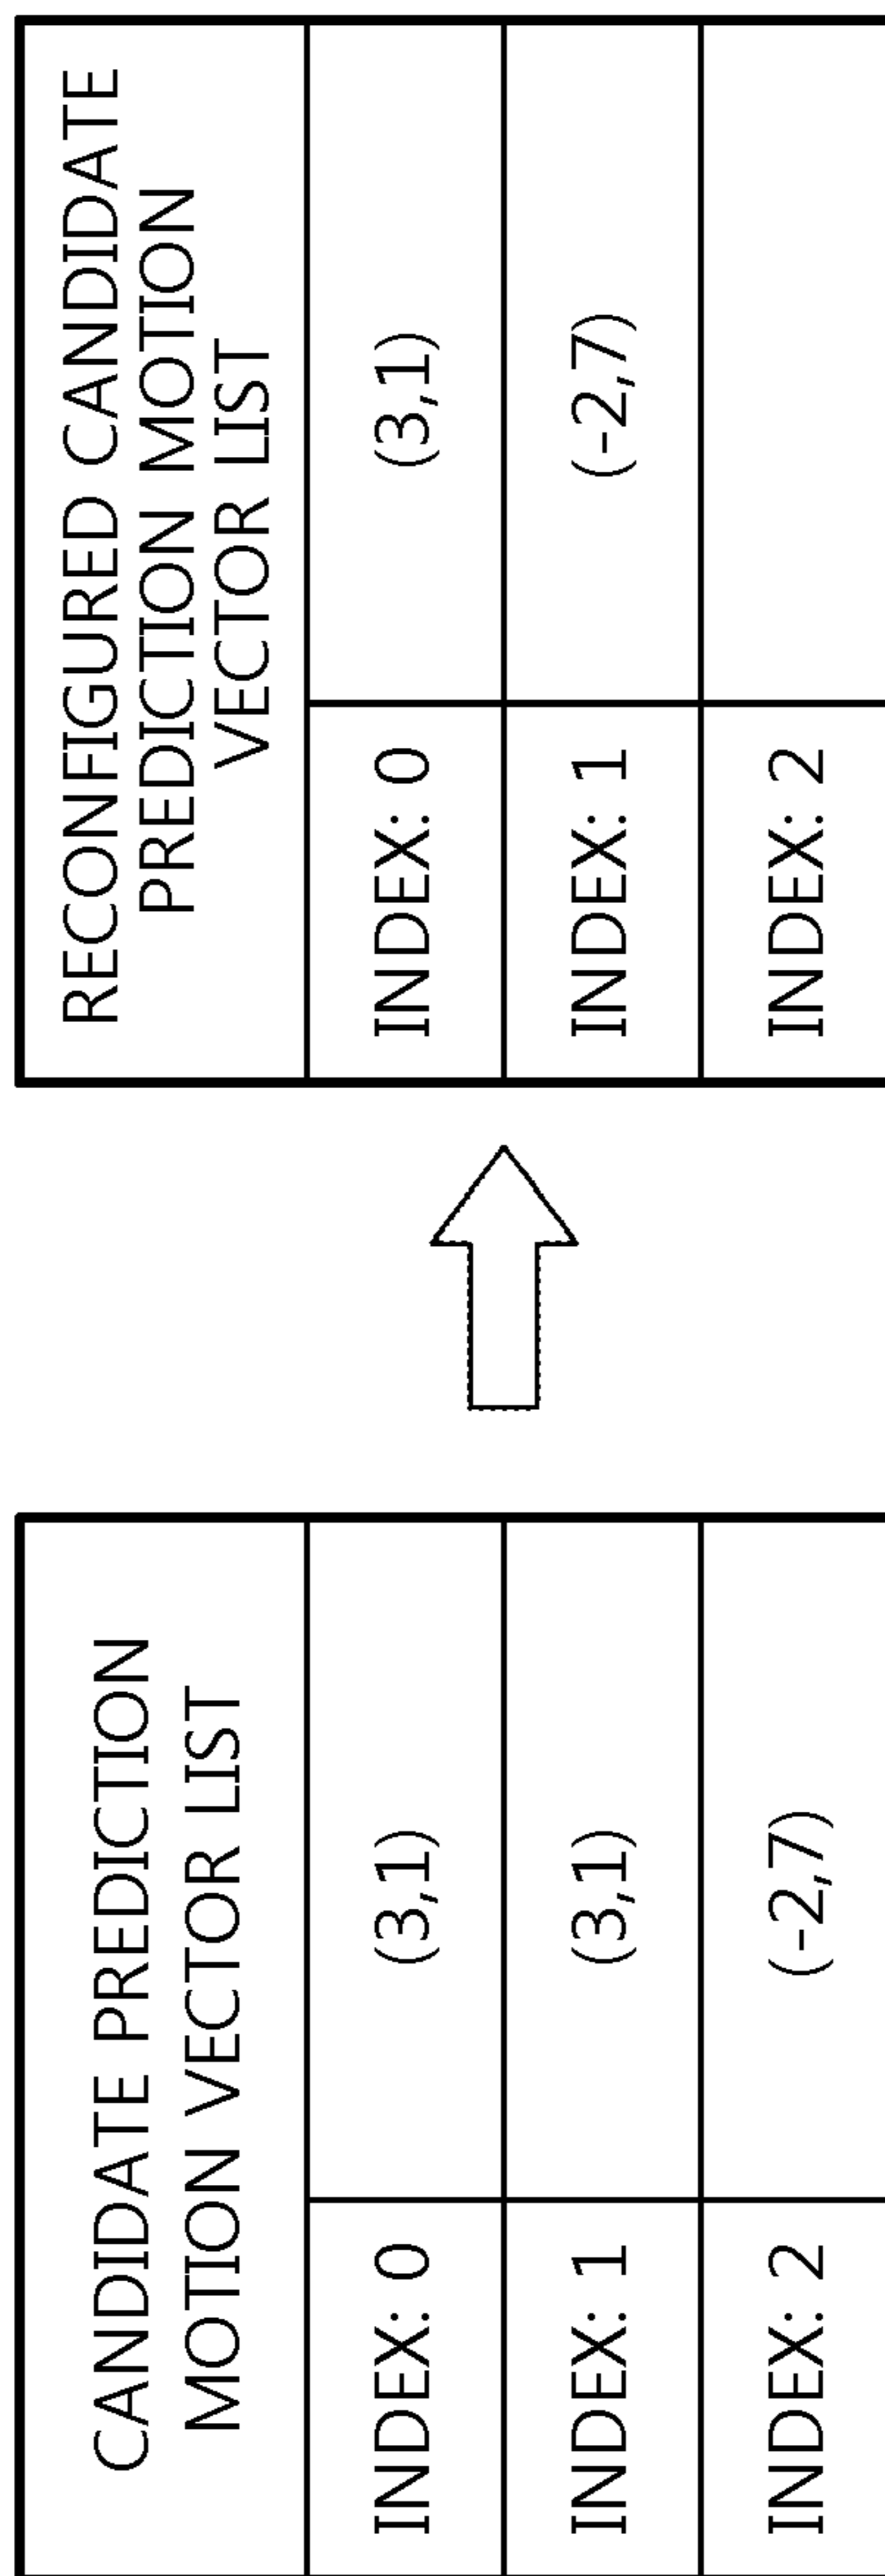 CANDIDATE PREDICTION
MOTION VECTOR LIST
INDEX: 0 (3,1)
INDEX: 1 (3,1)
INDEX: 2 (-2,7)
RECONFIGURED CANDIDATE
PREDICTION MOTION
VECTOR LIST
INDEX: 0 (3,1)
INDEX: 1 (-2,7)
INDEX: 2